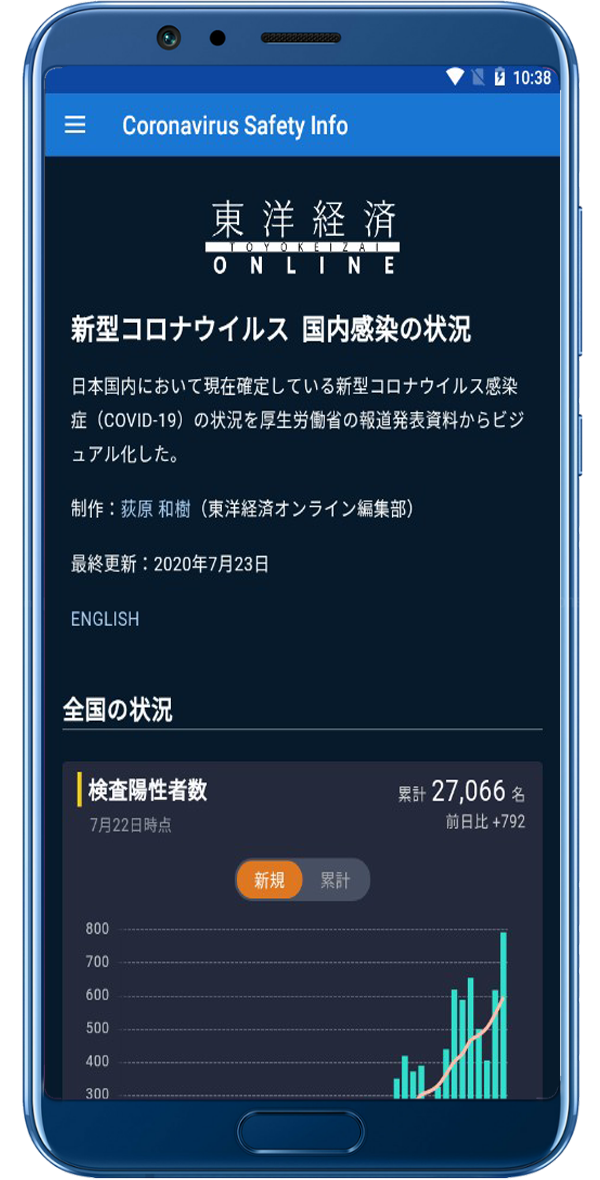 10:38
Coronavirus Safety Info
東洋経済
TOYOKEIZAI
ONLINE
新型コロナウイルス 国内感染の状況
日本国内において現在確定している新型コロナウイルス感染
症（COVID-19）の状況を厚生労働省の報道発表資料からビジ
ュアル化した。
制作：荻原 和樹（東洋経済オンライン編集部）
最終更新：2020年7月23日
ENGLISH
全国の状況
検査陽性者数
累計 27,066 名
7月22日時点
前日比 +792
新規 累計
800
700
600
500
400
300